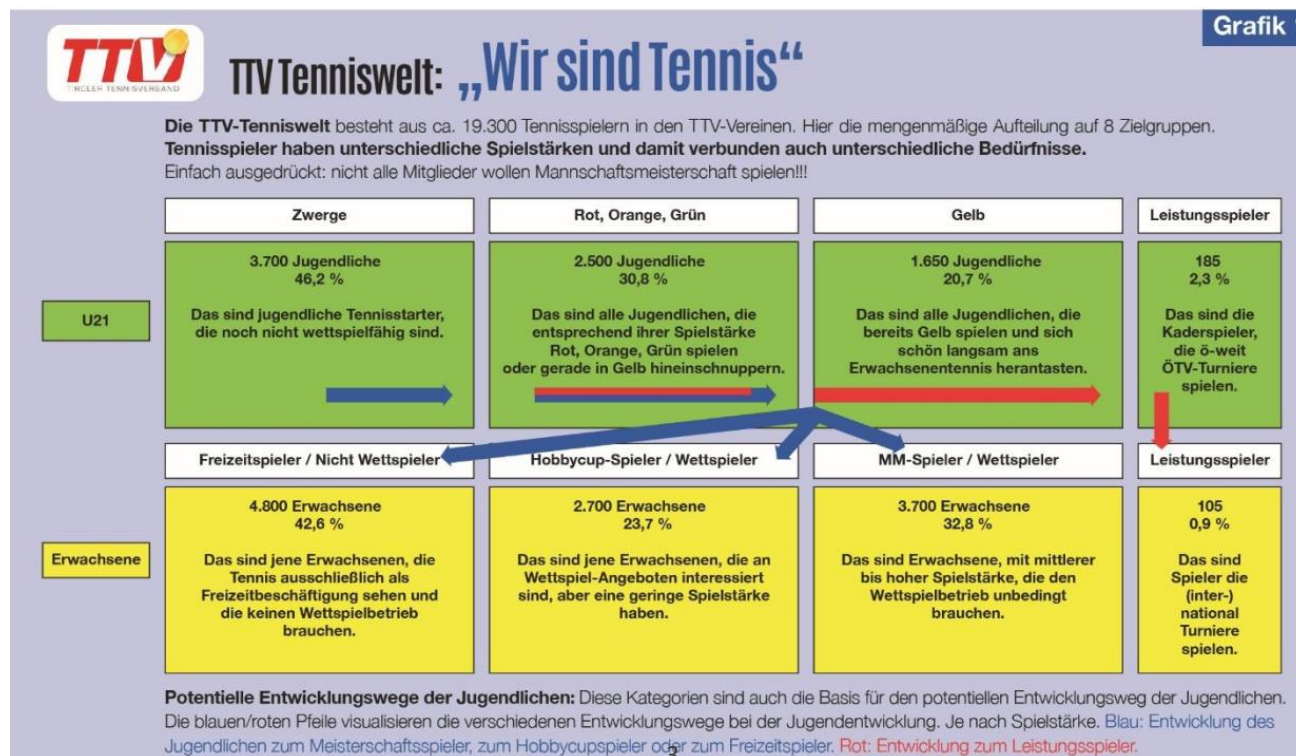 Grafik
TTV
TIROLER TENNISVERBAND
TTV Tenniswelt: „Wir sind Tennis“
Die TTV-Tenniswelt besteht aus ca. 19.300 Tennisspielern in den TTV-Vereinen. Hier die mengenmäßige Aufteilung auf 8 Zielgruppen.
Tennisspieler haben unterschiedliche Spielstärken und damit verbunden auch unterschiedliche Bedürfnisse.
Einfach ausgedrückt: nicht alle Mitglieder wollen Mannschaftsmeisterschaft spielen!!!
Zwerge
Rot, Orange, Grün
Gelb
Leistungsspieler
U21
3.700 Jugendliche
46,2 %
Das sind jugendliche Tennisstarter,
die noch nicht wettspielfähig sind.
2.500 Jugendliche
30,8 %
Das sind alle Jugendlichen, die
entsprechend ihrer Spielstärke
Rot, Orange, Grün spielen
oder gerade in Gelb hineinschnuppern.
1.650 Jugendliche
20,7 %
Das sind alle Jugendlichen, die
bereits Gelb spielen und sich
schön langsam ans
Erwachsenentennis herantasten.
185
2,3 %
Das sind die
Kaderspieler,
die ö-weit
ÖTV-Turniere
spielen.
Freizeitspieler / Nicht Wettspieler
Hobbycup-Spieler / Wettspieler
MM-Spieler / Wettspieler
Leistungsspieler
Erwachsene
4.800 Erwachsene
42,6 %
Das sind jene Erwachsenen, die
Tennis ausschließlich als
Freizeitbeschäftigung sehen und
die keinen Wettspielbetrieb
brauchen.
2.700 Erwachsene
23,7 %
Das sind jene Erwachsenen, die an
Wettspiel-Angeboten interessiert
sind, aber eine geringe Spielstärke
haben.
3.700 Erwachsene
32,8 %
Das sind Erwachsene, mit mittlerer
bis hoher Spielstärke, die den
Wettspielbetrieb unbedingt
brauchen.
105
0,9 %
Das sind
Spieler die
(inter-)
national
Turniere
spielen.
Potentielle Entwicklungswege der Jugendlichen: Diese Kategorien sind auch die Basis für den potentiellen Entwicklungsweg der Jugendlichen.
Die blauen/roten Pfeile visualisieren die verschiedenen Entwicklungswege bei der Jugendentwicklung. Je nach Spielstärke. Blau: Entwicklung des
Jugendlichen zum Meisterschaftsspieler, zum Hobbycupspieler oder zum Freizeitspieler. Rot: Entwicklung zum Leistungsspieler.